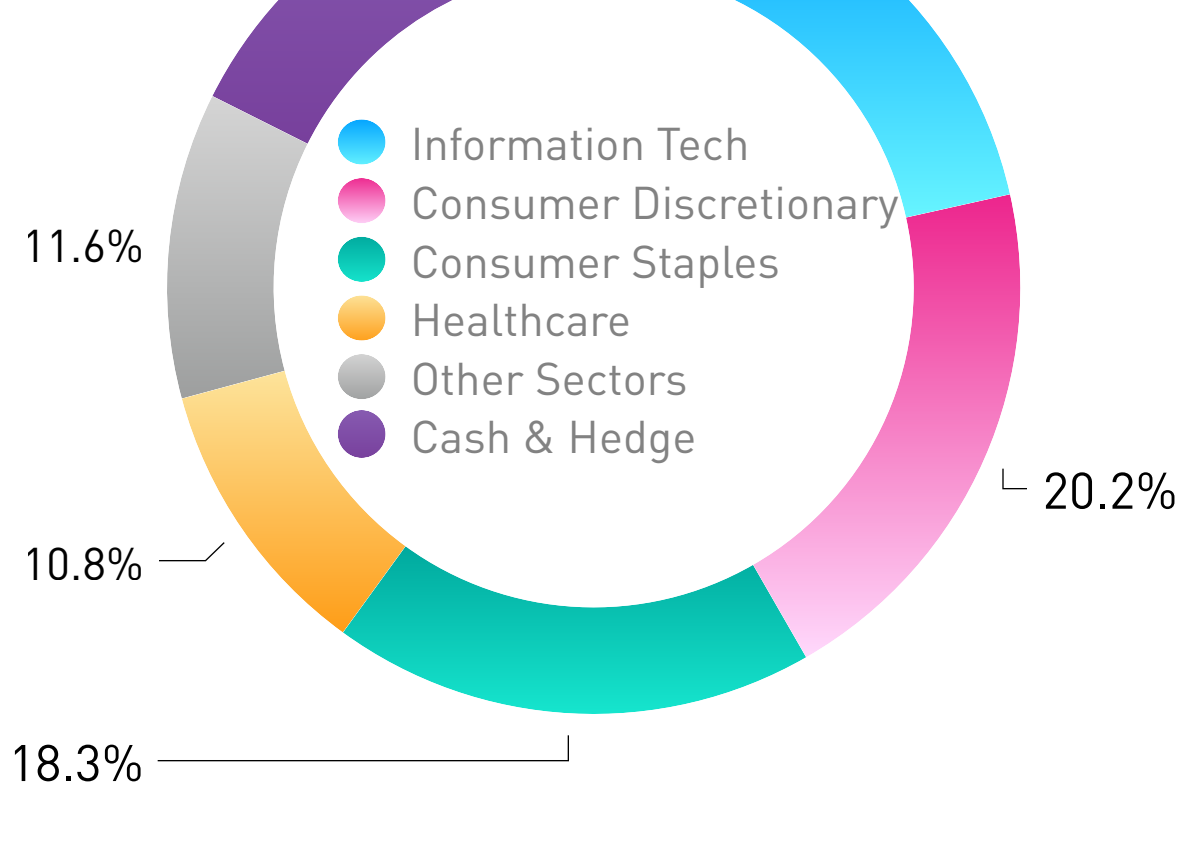 Information Tech
Consumer Discretionary
Consumer Staples
Healthcare
Other Sectors
Cash & Hedge
11.6%
20.2%
10.8%
18.3%